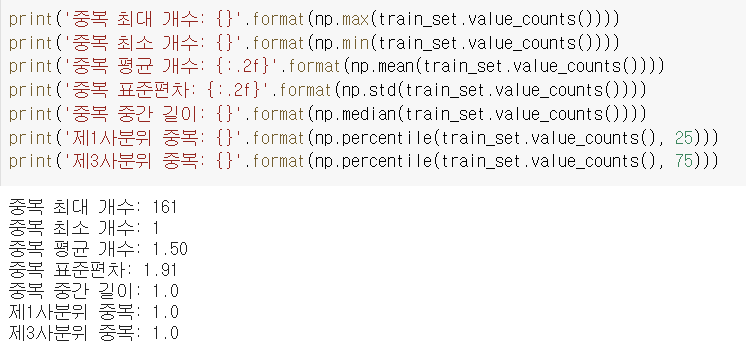 print('중복 최대 개수: {}'.format(np.max(train_set.value_counts())))
print('중복 최소 개수: {}'.format(np.min(train_set.value_counts())))
print('중복 평균 개수: {:.2f}'.format(np.mean(train_set.value_counts())))
print('중복 표준편차: {:.2f}'.format(np.std(train_set.value_counts())))
print('중복 중간 길이: {}'.format(np.median(train_set.value_counts())))
print('제1사분위 중복: {}'.format(np.percentile(train_set.value_counts(), 25)))
print('제3사분위 중복: {}'.format(np.percentile(train_set.value_counts(), 75)))
중복 최대 개수: 161
중복 최소 개수: 1
중복 평균 개수: 1.50
중복 표준편차: 1.91
중복 중간 길이: 1.0
제1사분위 중복: 1.0
제3사분위 중복: 1.0